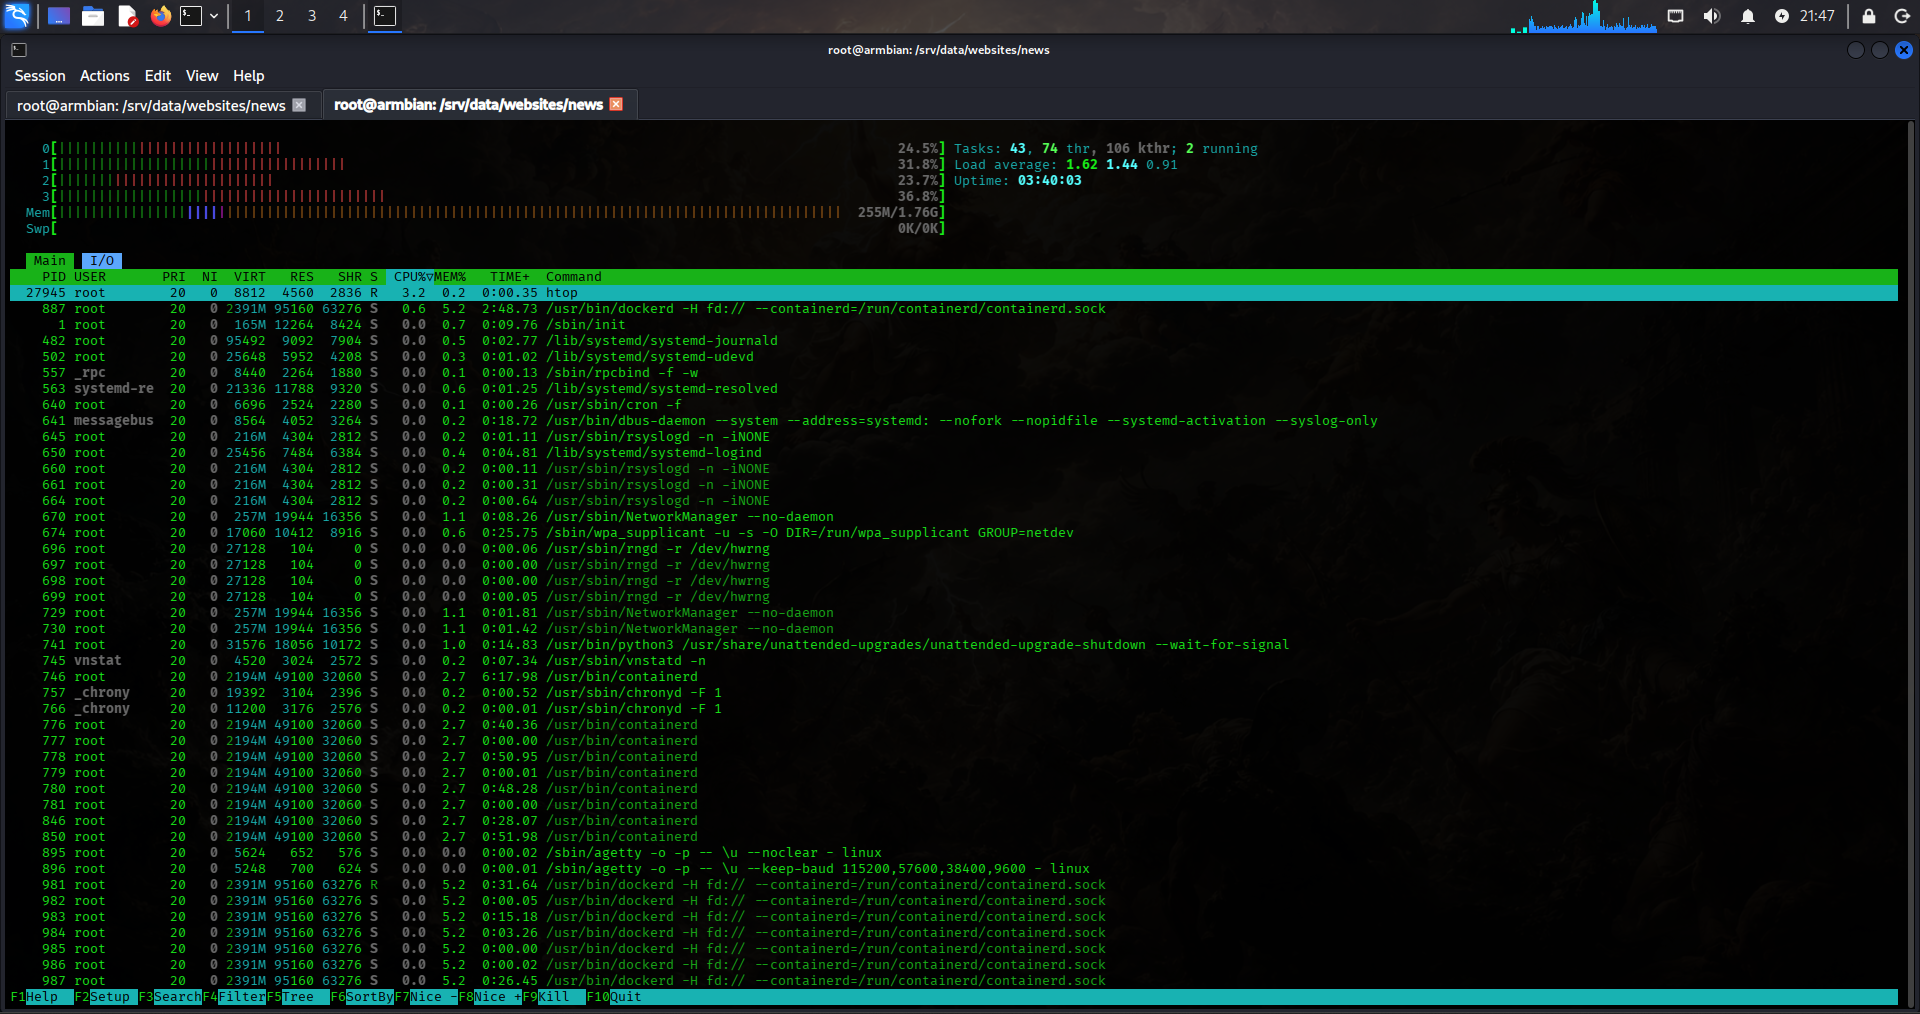 1 2 3 4 21:47
root@armbian: /srv/data/websites/news
Session Actions Edit View Help
root@armbian: /srv/data/websites/news root@armbian: /srv/data/websites/news
0[|||||||||||||||||||||||||||| 24.5%] Tasks: 43, 74 thr, 106 kthr; 2 running
1[|||||||||||||||||||||||||||||||||||| 31.8%] Load average: 1.62 1.44 0.91
2[||||||||||||||||||||||||||| 23.7%] Uptime: 03:40:03
3[||||||||||||||||||||||||||||||||||||||||| 36.8%]
Mem[|||||||||||||||||||||||||||||||||||||||||||||||||||||||||||||||||||||||||||||||||||||||||||||||||| 255M/1.76G]
Swp[ 0K/0K]
Main I/O
PID USER PRI NI VIRT RES SHR S CPU%▽MEM% TIME+ Command
27945 root 20 0 8812 4560 2836 R 3.2 0.2 0:00.35 htop
887 root 20 0 2391M 95160 63276 S 0.6 5.2 2:48.73 /usr/bin/dockerd -H fd:// --containerd=/run/containerd/containerd.sock
1 root 20 0 165M 12264 8424 S 0.0 0.7 0:09.76 /sbin/init
482 root 20 0 95492 9092 7904 S 0.0 0.5 0:02.77 /lib/systemd/systemd-journald
502 root 20 0 25648 5952 4208 S 0.0 0.3 0:01.02 /lib/systemd/systemd-udevd
557 _rpc 20 0 8440 2264 1880 S 0.0 0.1 0:00.13 /sbin/rpcbind -f -w
563 systemd-re 20 0 21336 11788 9320 S 0.0 0.6 0:01.25 /lib/systemd/systemd-resolved
640 root 20 0 6696 2524 2280 S 0.0 0.1 0:00.26 /usr/sbin/cron -f
641 messagebus 20 0 8564 4052 3264 S 0.0 0.2 0:18.72 /usr/bin/dbus-daemon --system --address=systemd: --nofork --nopidfile --systemd-activation --syslog-only
645 root 20 0 216M 4304 2812 S 0.0 0.2 0:01.11 /usr/sbin/rsyslogd -n -iNONE
650 root 20 0 25456 7484 6384 S 0.0 0.4 0:04.81 /lib/systemd/systemd-logind
660 root 20 0 216M 4304 2812 S 0.0 0.2 0:00.11 /usr/sbin/rsyslogd -n -iNONE
661 root 20 0 216M 4304 2812 S 0.0 0.2 0:00.31 /usr/sbin/rsyslogd -n -iNONE
664 root 20 0 216M 4304 2812 S 0.0 0.2 0:00.64 /usr/sbin/rsyslogd -n -iNONE
670 root 20 0 257M 19944 16356 S 0.0 1.1 0:08.26 /usr/sbin/NetworkManager --no-daemon
674 root 20 0 17060 10412 8916 S 0.0 0.6 0:25.75 /sbin/wpa_supplicant -u -s -O DIR=/run/wpa_supplicant GROUP=netdev
696 root 20 0 27128 104 0 S 0.0 0.0 0:00.06 /usr/sbin/rngd -r /dev/hwrng
697 root 20 0 27128 104 0 S 0.0 0.0 0:00.00 /usr/sbin/rngd -r /dev/hwrng
698 root 20 0 27128 104 0 S 0.0 0.0 0:00.00 /usr/sbin/rngd -r /dev/hwrng
699 root 20 0 27128 104 0 S 0.0 0.0 0:00.05 /usr/sbin/rngd -r /dev/hwrng
729 root 20 0 257M 19944 16356 S 0.0 1.1 0:01.81 /usr/sbin/NetworkManager --no-daemon
730 root 20 0 257M 19944 16356 S 0.0 1.1 0:01.42 /usr/sbin/NetworkManager --no-daemon
741 root 20 0 31576 18056 10172 S 0.0 1.0 0:14.83 /usr/bin/python3 /usr/share/unattended-upgrades/unattended-upgrade-shutdown --wait-for-signal
745 vnstat 20 0 4520 3024 2572 S 0.0 0.2 0:07.34 /usr/sbin/vnstatd -n
746 root 20 0 2194M 49100 32060 S 0.0 2.7 6:17.98 /usr/bin/containerd
757 _chrony 20 0 19392 3104 2396 S 0.0 0.2 0:00.52 /usr/sbin/chronyd -F 1
766 _chrony 20 0 11200 3176 2576 S 0.0 0.2 0:00.01 /usr/sbin/chronyd -F 1
776 root 20 0 2194M 49100 32060 S 0.0 2.7 0:40.36 /usr/bin/containerd
777 root 20 0 2194M 49100 32060 S 0.0 2.7 0:00.00 /usr/bin/containerd
778 root 20 0 2194M 49100 32060 S 0.0 2.7 0:50.95 /usr/bin/containerd
779 root 20 0 2194M 49100 32060 S 0.0 2.7 0:00.01 /usr/bin/containerd
780 root 20 0 2194M 49100 32060 S 0.0 2.7 0:48.28 /usr/bin/containerd
781 root 20 0 2194M 49100 32060 S 0.0 2.7 0:00.00 /usr/bin/containerd
846 root 20 0 2194M 49100 32060 S 0.0 2.7 0:28.07 /usr/bin/containerd
850 root 20 0 2194M 49100 32060 S 0.0 2.7 0:51.98 /usr/bin/containerd
895 root 20 0 5624 652 576 S 0.0 0.0 0:00.02 /sbin/agetty -o -p -- \u --noclear - linux
896 root 20 0 5248 700 624 S 0.0 0.0 0:00.01 /sbin/agetty -o -p -- \u --keep-baud 115200,57600,38400,9600 - linux
981 root 20 0 2391M 95160 63276 R 0.0 5.2 0:31.64 /usr/bin/dockerd -H fd:// --containerd=/run/containerd/containerd.sock
982 root 20 0 2391M 95160 63276 S 0.0 5.2 0:00.05 /usr/bin/dockerd -H fd:// --containerd=/run/containerd/containerd.sock
983 root 20 0 2391M 95160 63276 S 0.0 5.2 0:15.18 /usr/bin/dockerd -H fd:// --containerd=/run/containerd/containerd.sock
984 root 20 0 2391M 95160 63276 S 0.0 5.2 0:03.26 /usr/bin/dockerd -H fd:// --containerd=/run/containerd/containerd.sock
985 root 20 0 2391M 95160 63276 S 0.0 5.2 0:00.00 /usr/bin/dockerd -H fd:// --containerd=/run/containerd/containerd.sock
986 root 20 0 2391M 95160 63276 S 0.0 5.2 0:00.02 /usr/bin/dockerd -H fd:// --containerd=/run/containerd/containerd.sock
987 root 20 0 2391M 95160 63276 S 0.0 5.2 0:26.45 /usr/bin/dockerd -H fd:// --containerd=/run/containerd/containerd.sock
F1Help F2Setup F3SearchF4FilterF5Tree F6SortByF7Nice -F8Nice +F9Kill F10Quit